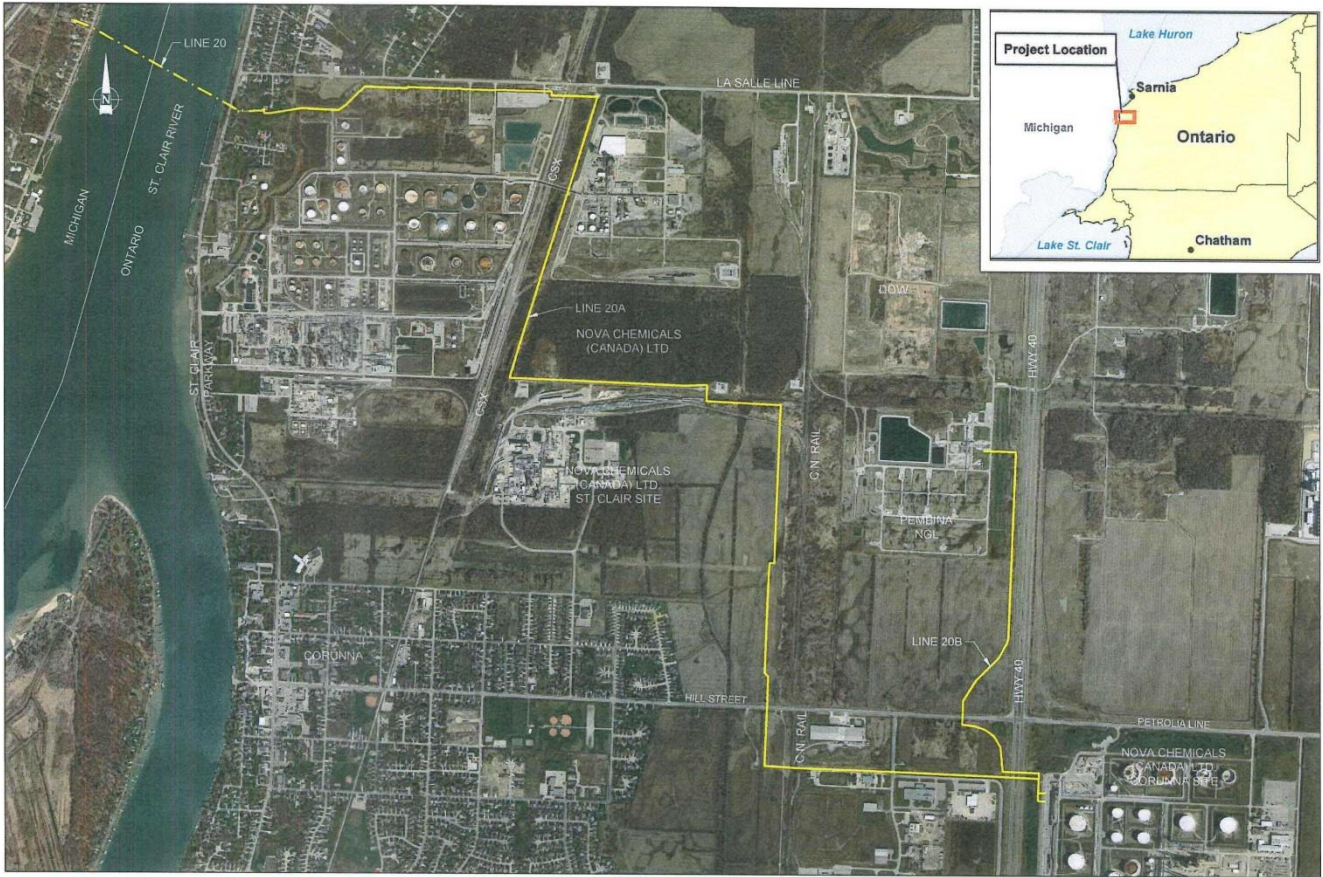 LINE 20
N
MICHIGAN
ONTARIO
ST. CLAIR RIVER
ST. CLAIR
PARKWAY
LA SALLE LINE
CSX
CSX
LINE 20A
NOVA CHEMICALS
(CANADA) LTD
NOVA CHEMICALS
(CANADA) LTD.
ST. CLAIR SITE
DOW
HWY 40
C.N. RAIL
PEMBINA
NGL
LINE 20B
CORUNNA
HILL STREET
HWY 40
C.N. RAIL
PETROLIA LINE
NOVA CHEMICALS
(CANADA) LTD.
CORUNNA SITE
Project Location
Lake Huron
Sarnia
Michigan
Ontario
Lake St. Clair
Chatham